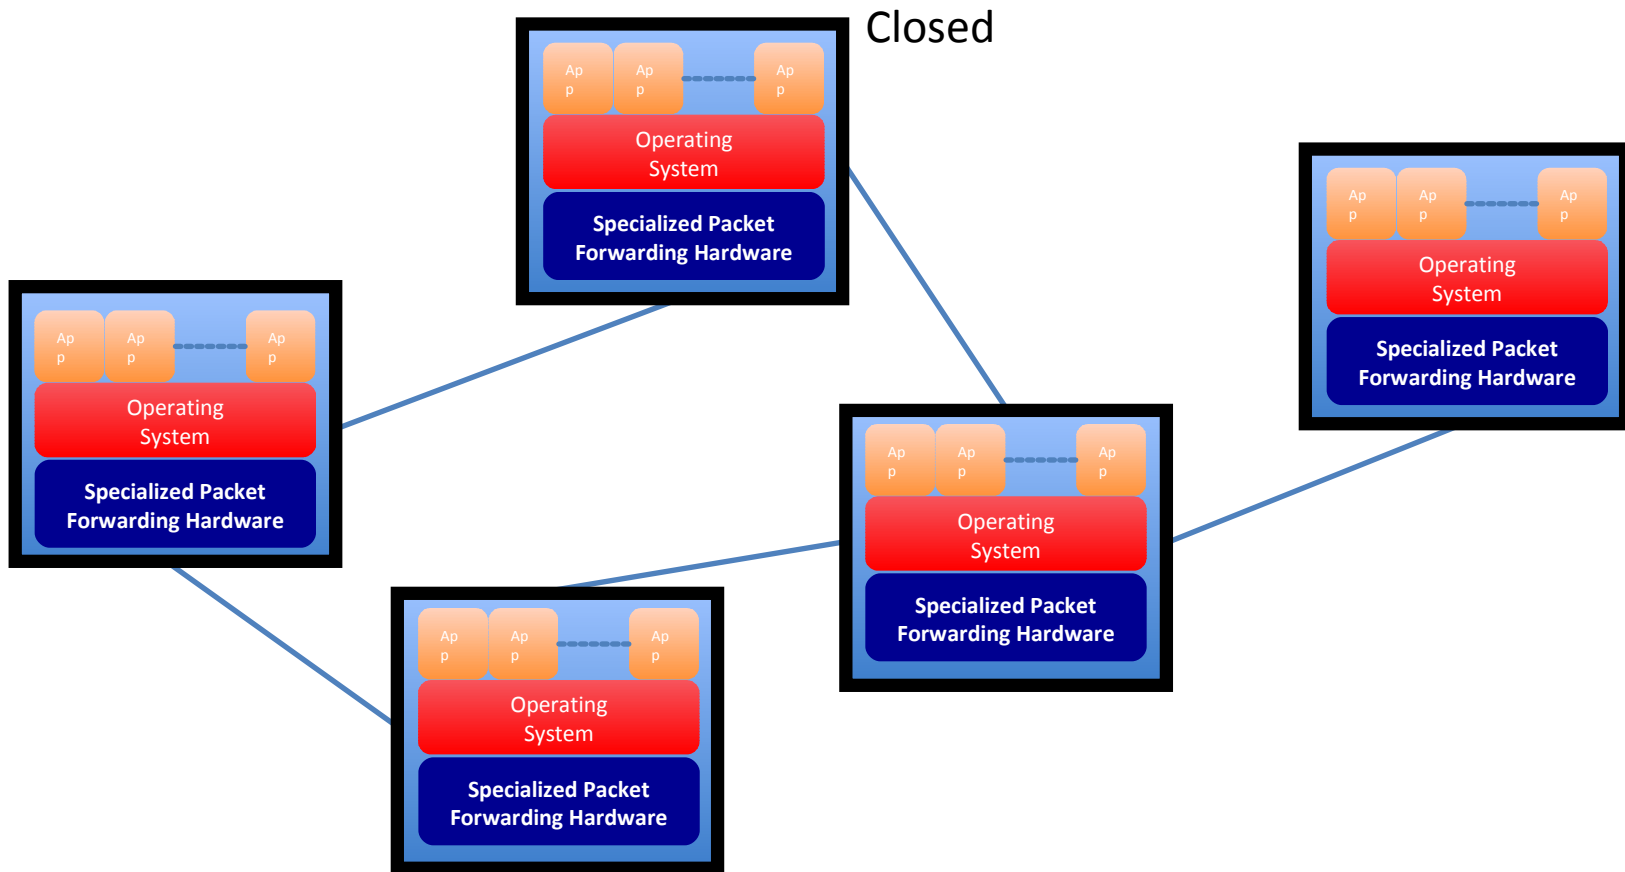 Closed
Ap
p
Ap
p
Ap
p
Operating
System
Specialized Packet
Forwarding Hardware
Ap
p
Ap
p
Ap
p
Operating
System
Specialized Packet
Forwarding Hardware
Ap
p
Ap
p
Ap
p
Operating
System
Specialized Packet
Forwarding Hardware
Ap
p
Ap
p
Ap
p
Operating
System
Specialized Packet
Forwarding Hardware
Ap
p
Ap
p
Ap
p
Operating
System
Specialized Packet
Forwarding Hardware